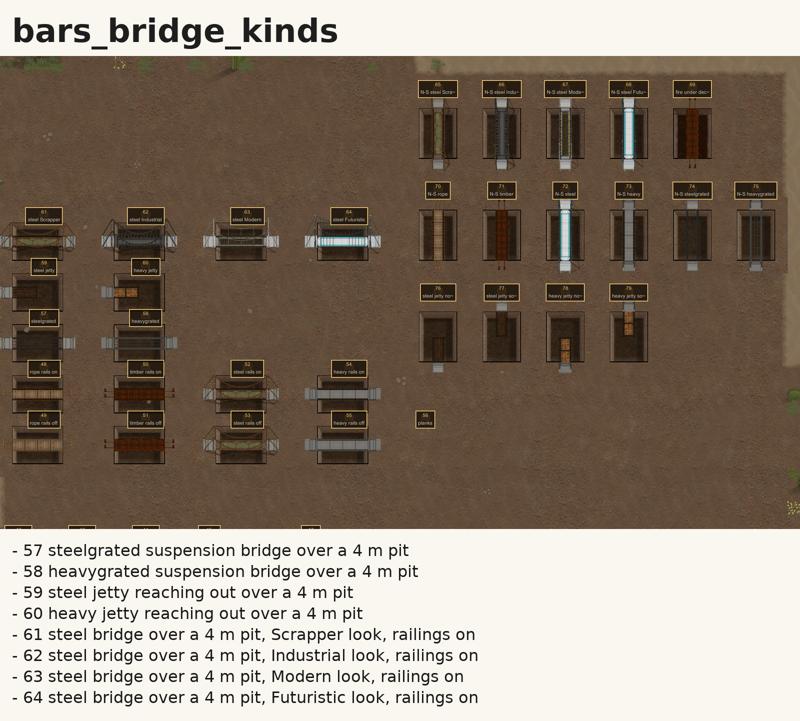 bars_bridge_kinds
65
N-S steel Scra~
66
N-S steel Indu~
67
N-S steel Mode~
68
N-S steel Futu~
69
fire under dec~
70
N-S rope
71
N-S timber
72
N-S steel
73
N-S heavy
74
N-S steelgrated
75
N-S heavygrated
61
steel Scrapper
62
steel Industrial
63
steel Modern
64
steel Futuristic
59
steel jetty
60
heavy jetty
76
steel jetty no~
77
steel jetty so~
78
heavy jetty no~
79
heavy jetty so~
57
steelgrated
58
heavygrated
48
rope rails on
50
timber rails on
52
steel rails on
54
heavy rails on
49
rope rails off
51
timber rails off
53
steel rails off
55
heavy rails off
56
planks
- 57 steelgrated suspension bridge over a 4 m pit
- 58 heavygrated suspension bridge over a 4 m pit
- 59 steel jetty reaching out over a 4 m pit
- 60 heavy jetty reaching out over a 4 m pit
- 61 steel bridge over a 4 m pit, Scrapper look, railings on
- 62 steel bridge over a 4 m pit, Industrial look, railings on
- 63 steel bridge over a 4 m pit, Modern look, railings on
- 64 steel bridge over a 4 m pit, Futuristic look, railings on